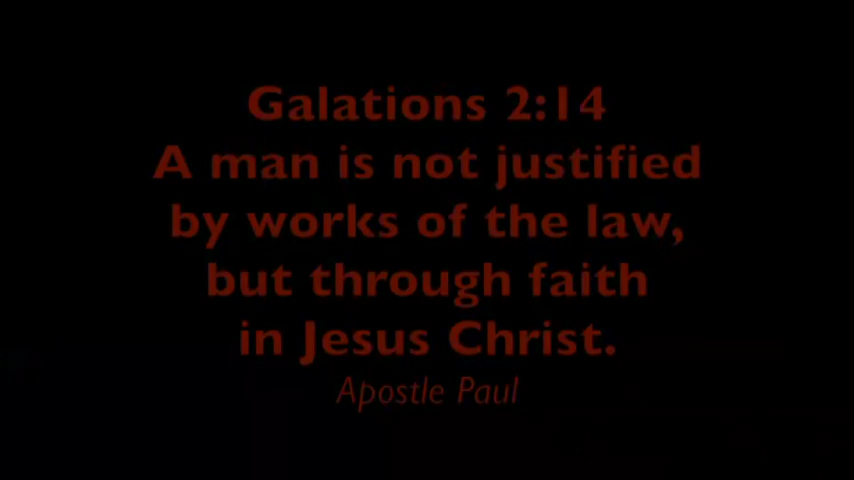 Galations 2:14
A man is not justified
by works of the law,
but through faith
in Jesus Christ.
Apostle Paul